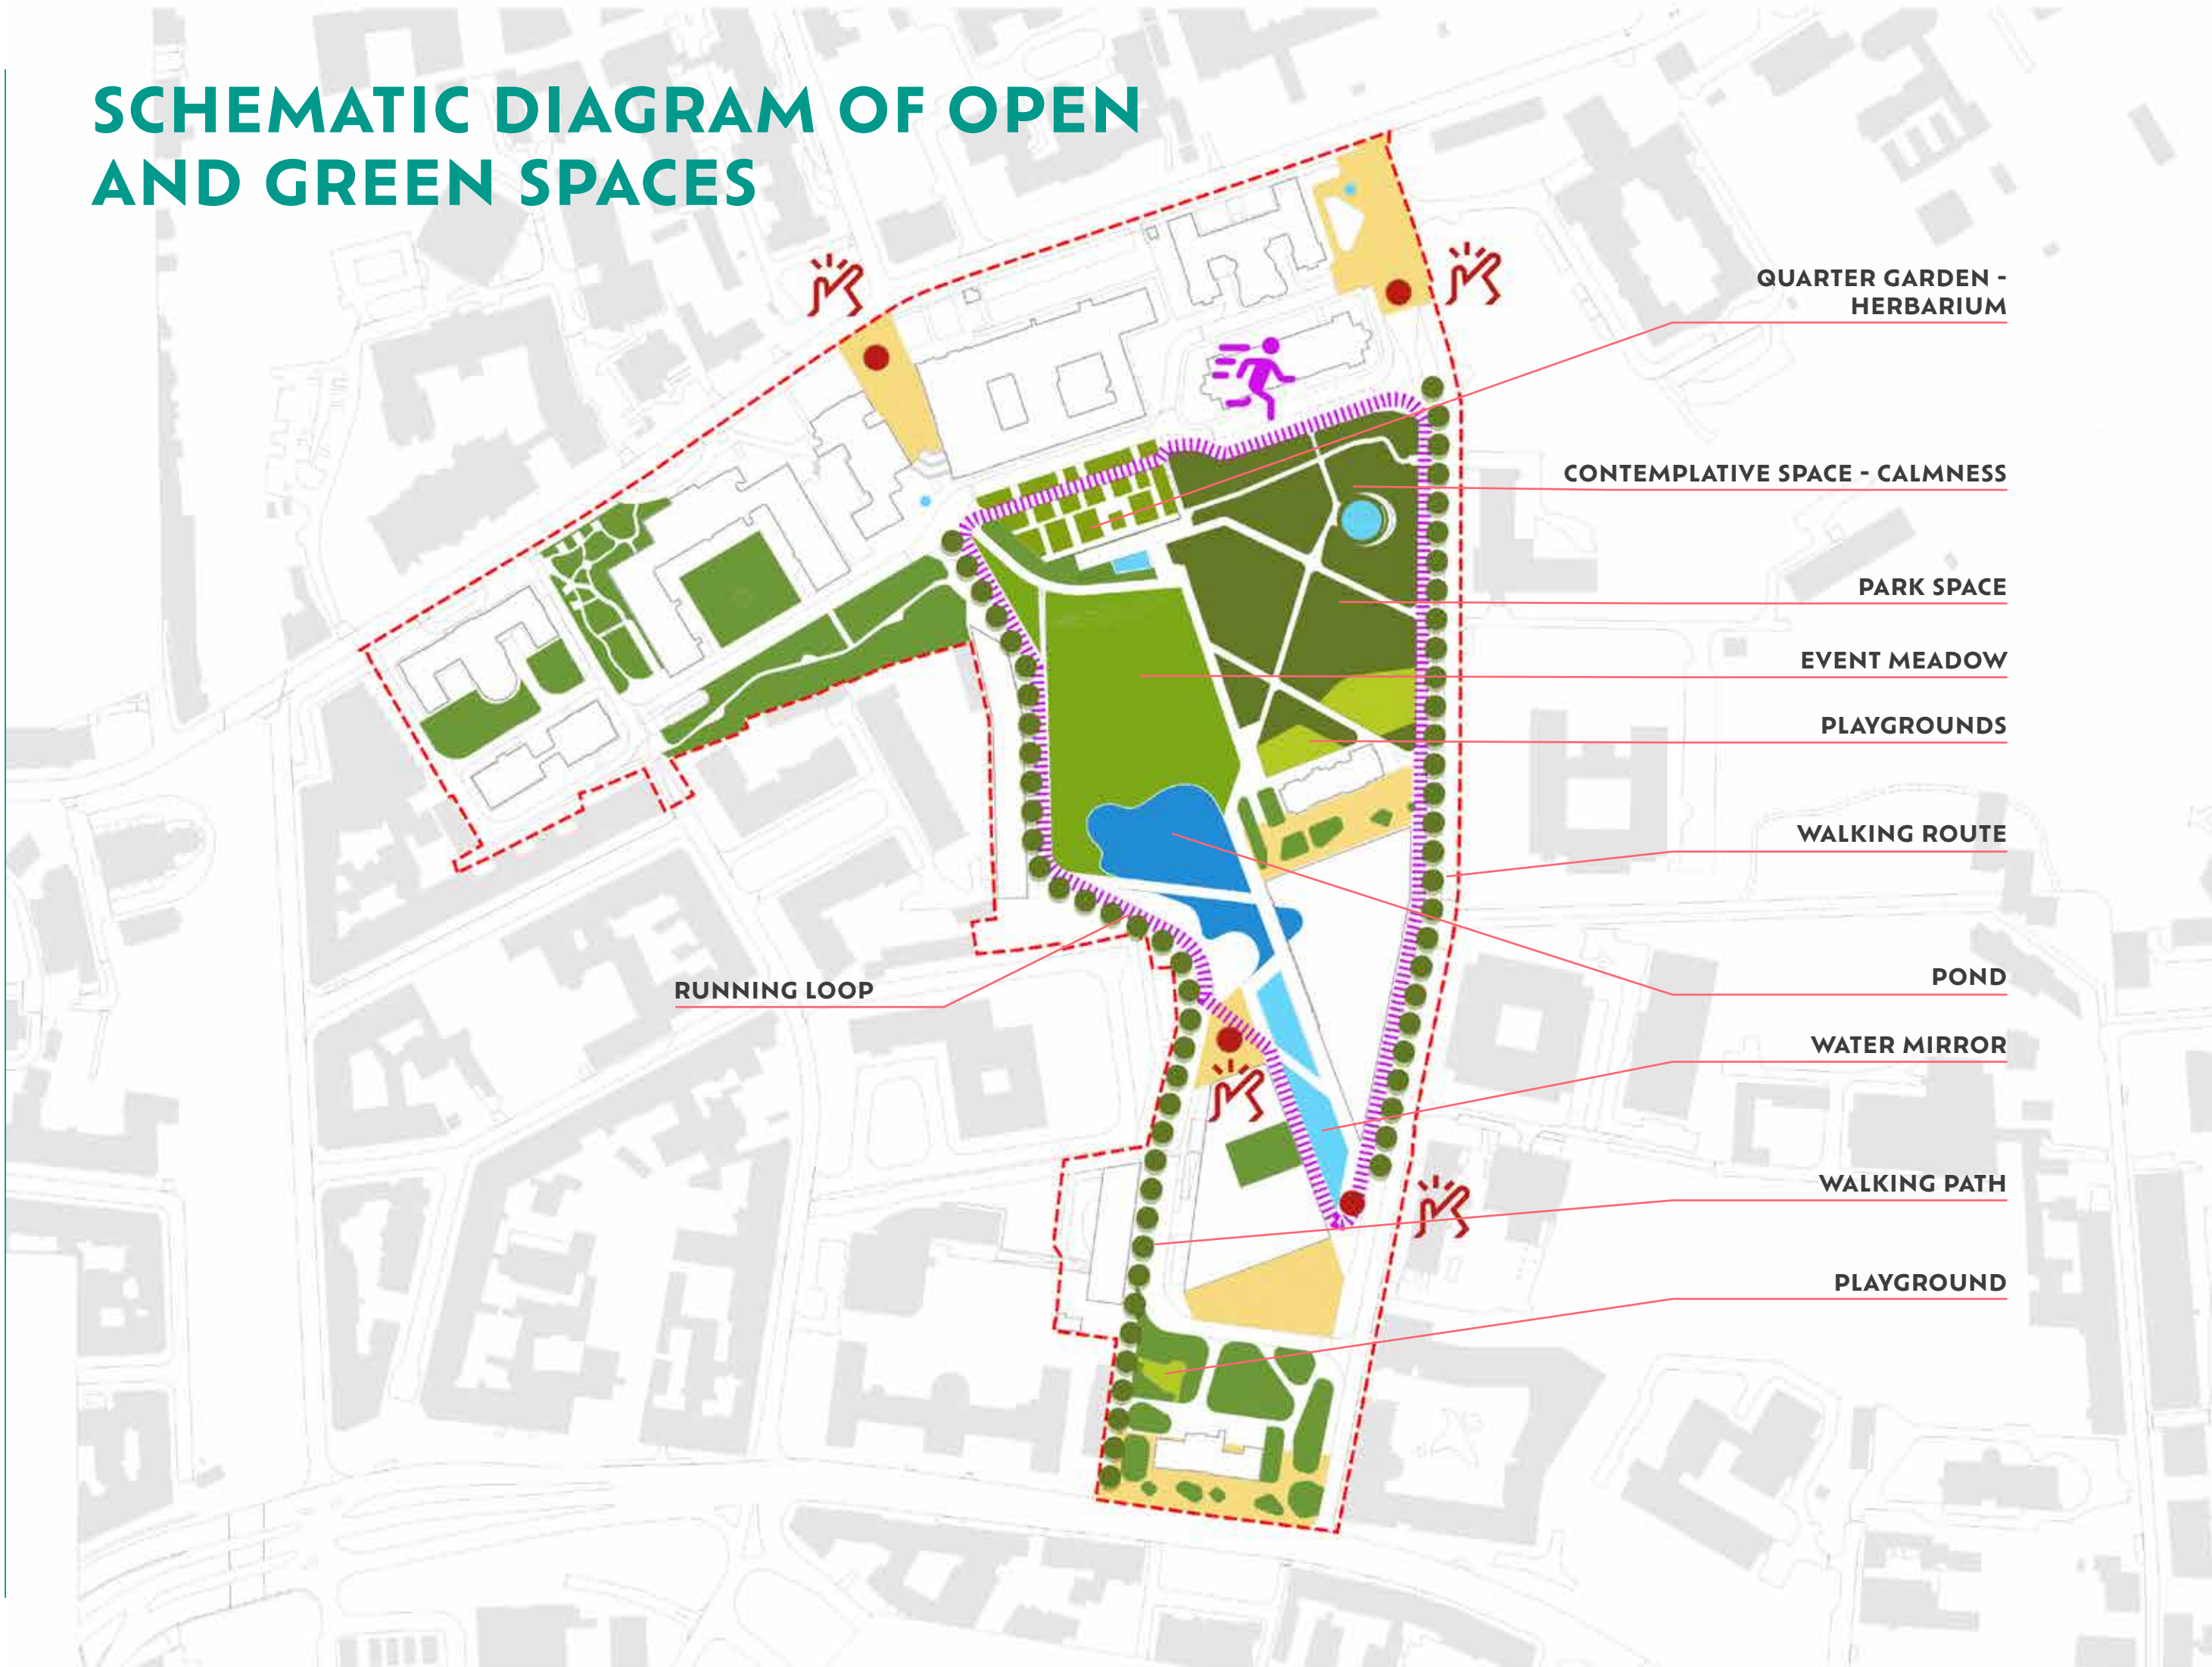 SCHEMATIC DIAGRAM OF OPEN
AND GREEN SPACES
QUARTER GARDEN -
HERBARIUM
CONTEMPLATIVE SPACE - CALMNESS
PARK SPACE
EVENT MEADOW
PLAYGROUNDS
WALKING ROUTE
POND
RUNNING LOOP
WATER MIRROR
WALKING PATH
PLAYGROUND